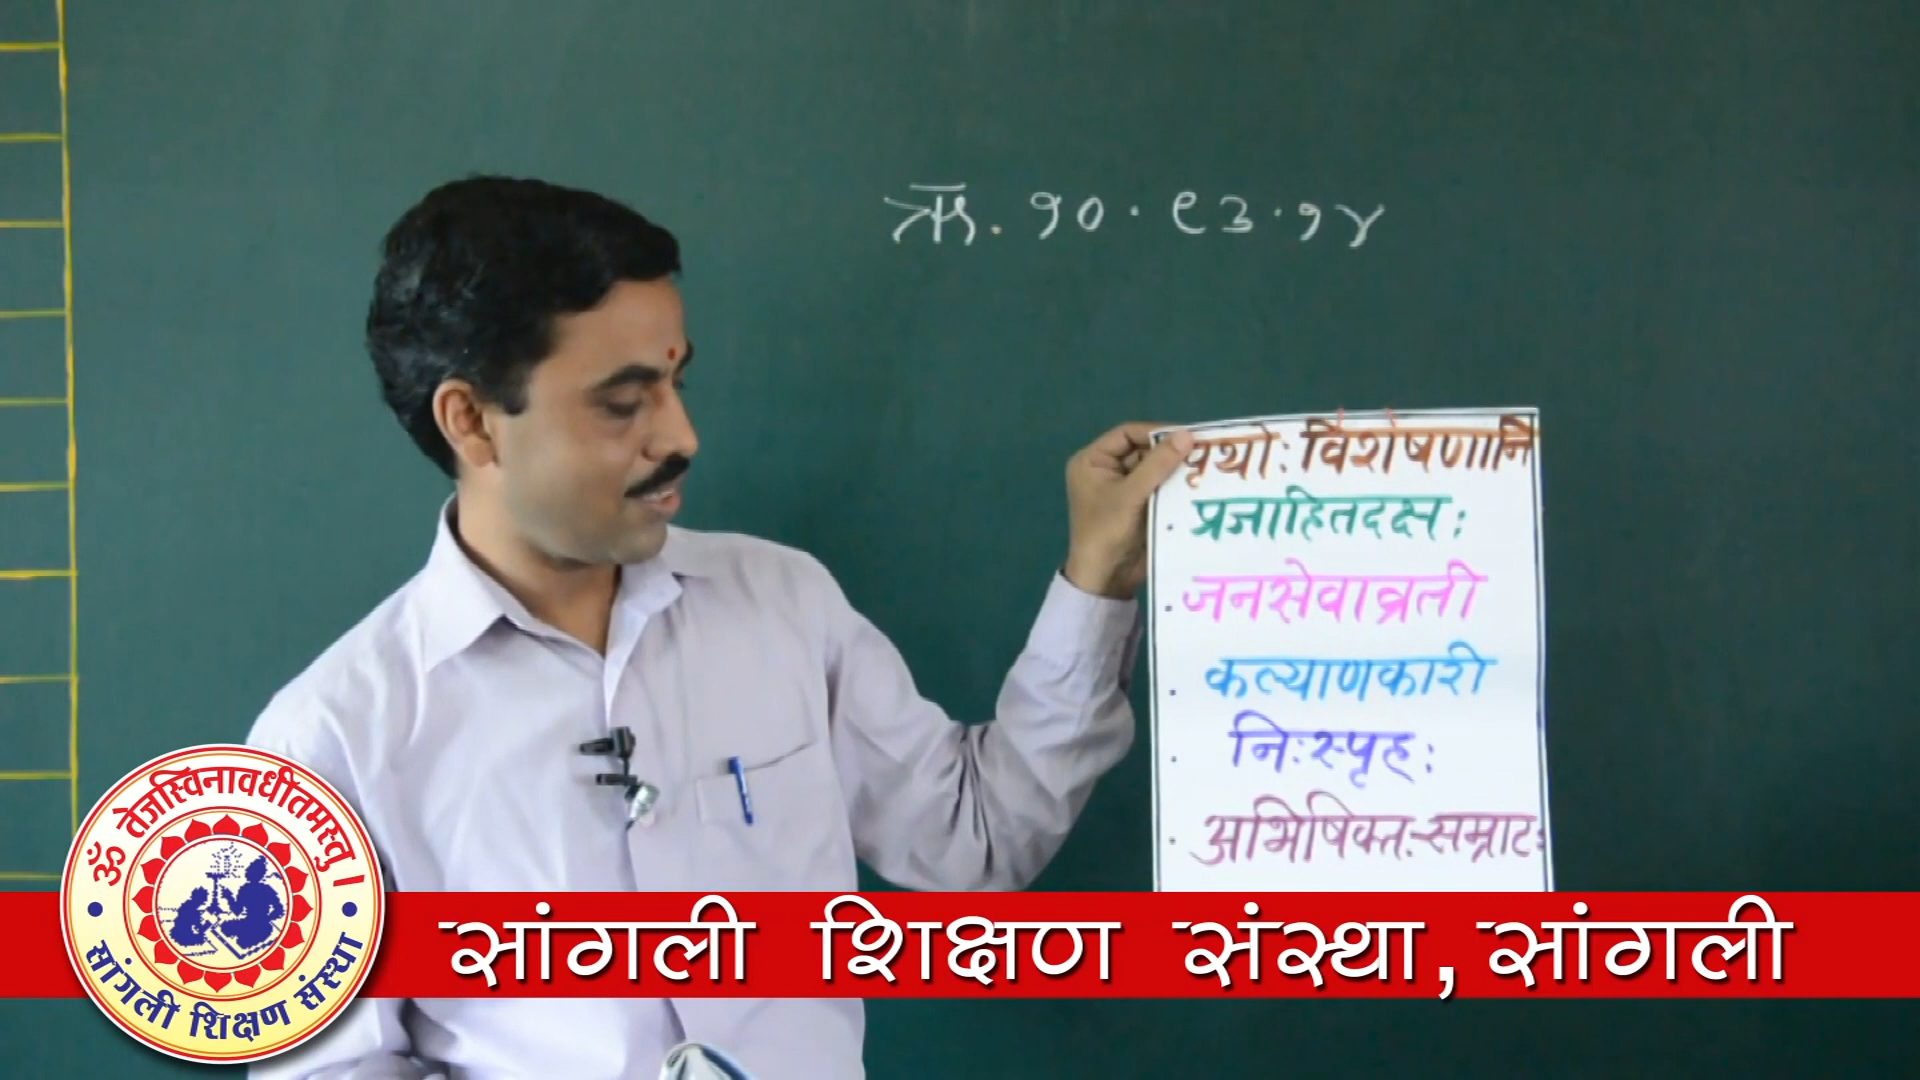 ऋ. १०.९३.१४
पृथोः विशेषणानि
. प्रजाहितदक्षः
. जनसेवाव्रती
. कल्याणकारी
. निःस्पृहः
. अभिषिक्तः सम्राटः
ॐ तेजस्विनावधीतमस्तु ।
सांगली शिक्षण संस्था
सांगली शिक्षण संस्था, सांगली